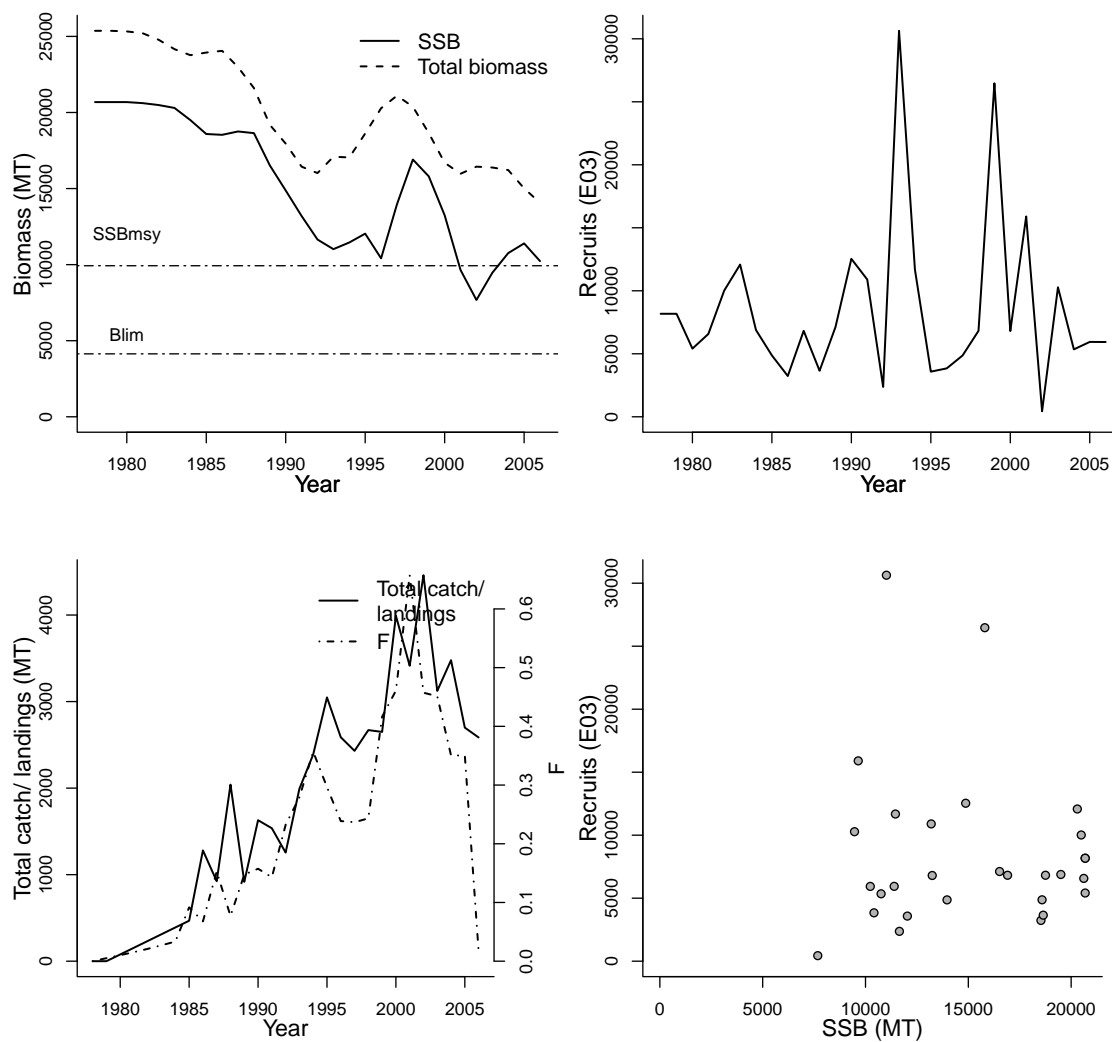 SSB
Total biomass
SSBmsy
Blim
Biomass (MT)
0
5000
10000
15000
20000
25000
1980 1985 1990 1995 2000 2005
Year
Recruits (E03)
0
5000
10000
20000
30000
1980 1985 1990 1995 2000 2005
Year
Total catch/
landings
F
Total catch/ landings (MT)
0
1000
2000
3000
4000
0.0
0.1
0.2
0.3
0.4
0.5
0.6
F
1980 1985 1990 1995 2000 2005
Year
Recruits (E03)
0
5000
10000
20000
30000
0 5000 10000 15000 20000
SSB (MT)